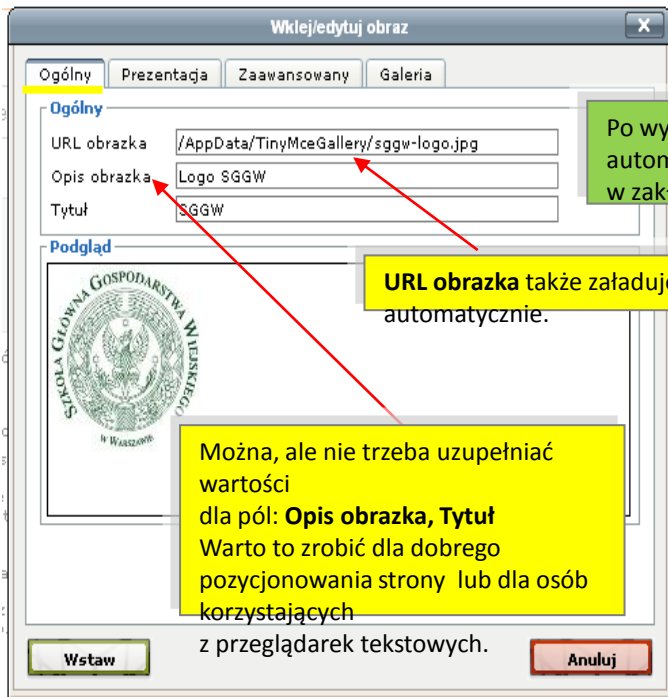 Wklej/edytuj obraz
X
Ogólny Prezentacja Zaawansowany Galeria
Ogólny
URL obrazka /AppData/TinyMceGallery/sggw-logo.jpg
Opis obrazka Logo SGGW
Tytuł SGGW
Po wy
autom
w zak
URL obrazka także załaduje
automatycznie.
Podgląd
SZKOŁA GŁÓWNA GOSPODARSTWA WIEJSKIEGO
W WARSZAWIE
Można, ale nie trzeba uzupełniać
wartości
dla pól: Opis obrazka, Tytuł
Warto to zrobić dla dobrego
pozycjonowania strony lub dla osób
korzystających
z przeglądarek tekstowych.
Wstaw
Anuluj